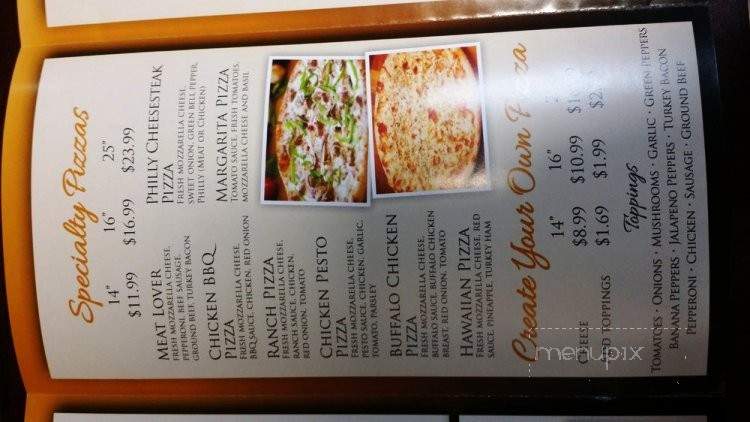 Specialty Pizzas
14" 16" 25"
$11.99 $16.99 $23.99
MEAT LOVER
FRESH MOZZARELLA CHEESE,
PEPPERONI, BEEF SAUSAGE,
GROUND BEEF, TURKEY BACON
CHICKEN BBQ
PIZZA
FRESH MOZZARELLA CHEESE,
BBQ SAUCE, CHICKEN, RED ONION
RANCH PIZZA
FRESH MOZZARELLA CHEESE,
RANCH SAUCE, CHICKEN,
RED ONION, TOMATO
CHICKEN PESTO
PIZZA
FRESH MOZZARELLA CHEESE,
PESTO SAUCE, CHICKEN, GARLIC,
TOMATO, PARSLEY
BUFFALO CHICKEN
PIZZA
FRESH MOZZARELLA CHEESE,
BUFFALO SAUCE, BUFFALO CHICKEN
BREAST, RED ONION, TOMATO
HAWAIIAN PIZZA
FRESH MOZZARELLA CHEESE, RED
SAUCE, PINEAPPLE, TURKEY HAM
PHILLY CHEESESTEAK
PIZZA
FRESH MOZZARELLA CHEESE,
SWEET ONION, GREEN BELL PEPPER,
PHILLY (MEAT OR CHICKEN)
MARGARITA PIZZA
TOMATO SAUCE, FRESH TOMATOES,
MOZZARELLA CHEESE AND BASIL
Create Your Own Pizza
14" 16"
CHEESE $8.99 $10.99
TOPPINGS $1.69 $1.99
Toppings
TOMATOES · ONIONS · MUSHROOMS · GARLIC · GREEN PEPPERS
BANANA PEPPERS · JALAPENO PEPPERS · TURKEY BACON
PEPPERONI · CHICKEN · SAUSAGE · GROUND BEEF
menupix